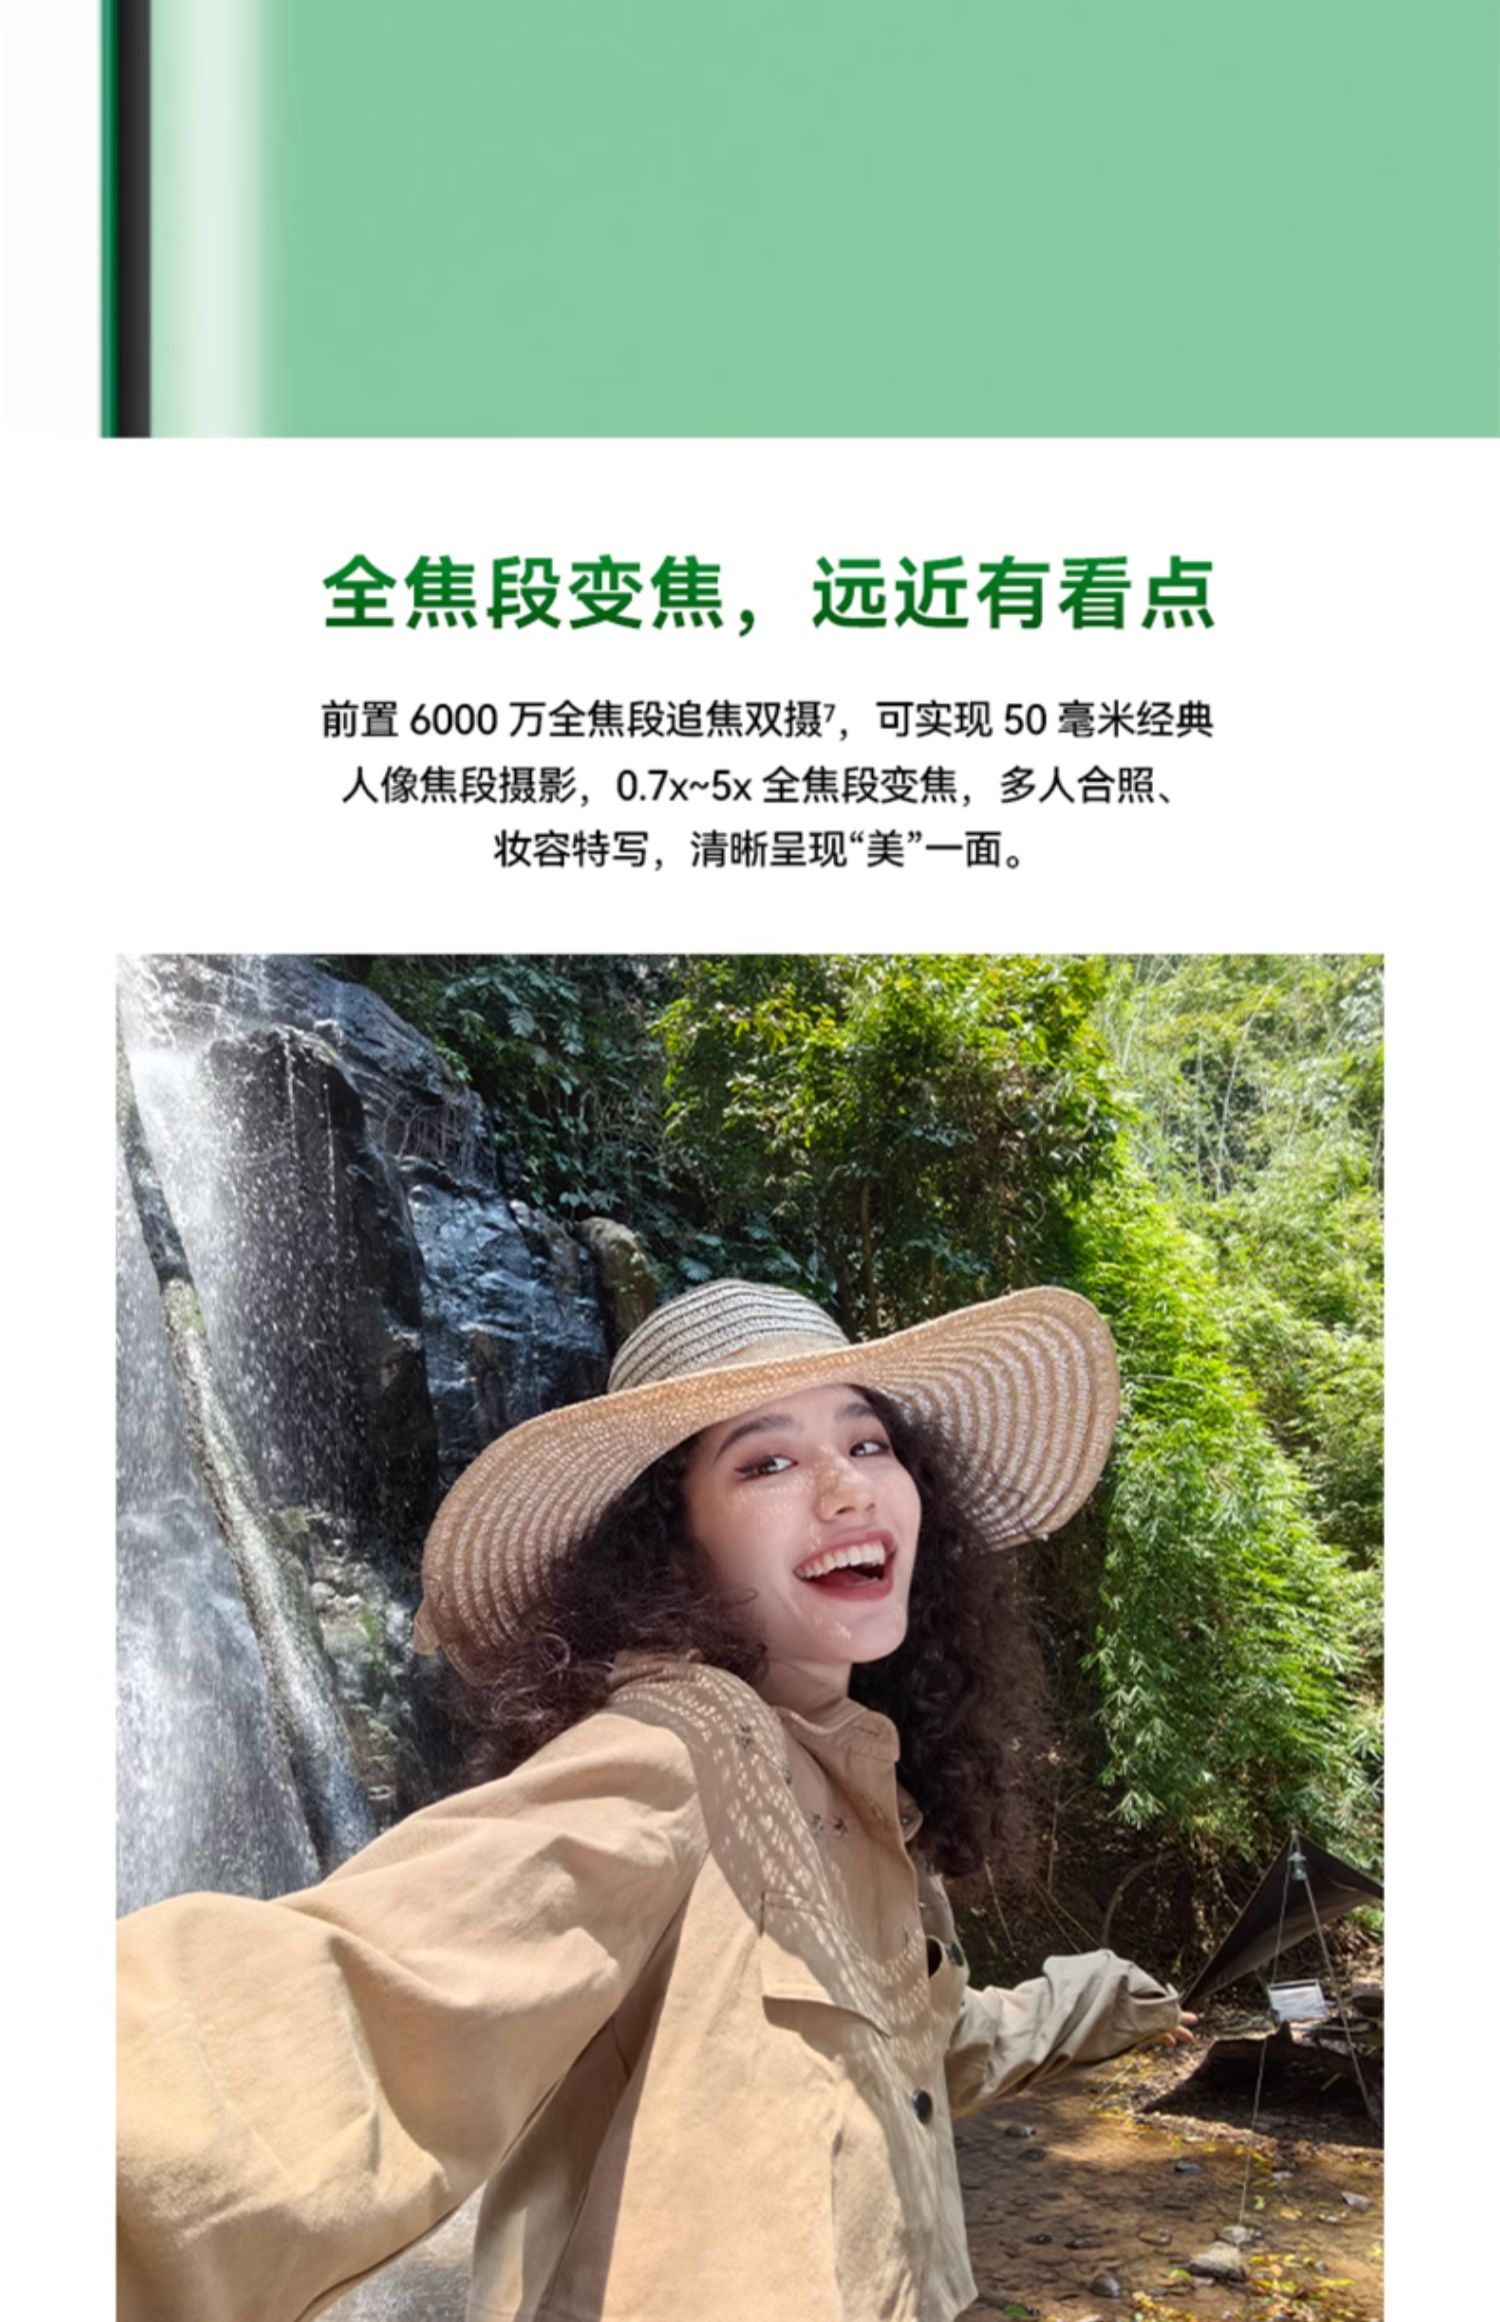 全焦段变焦，远近有看点
前置 6000 万全焦段追焦双摄⁷，可实现 50 毫米经典
人像焦段摄影，0.7x~5x 全焦段变焦，多人合照、
妆容特写，清晰呈现“美”一面。